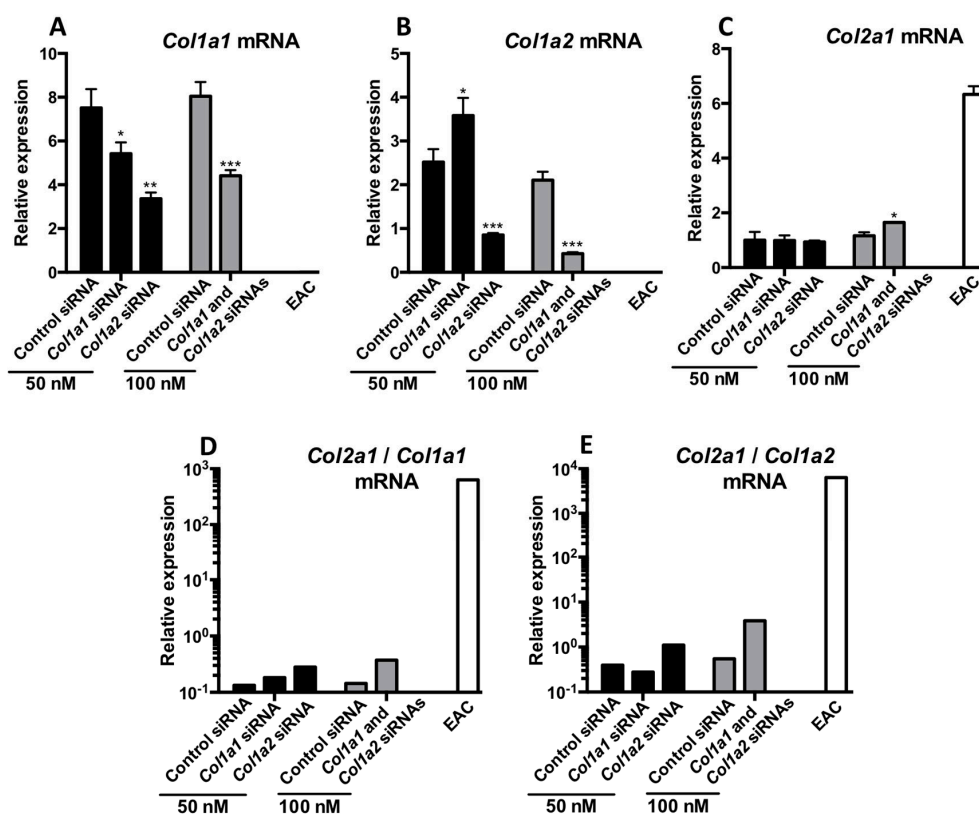 A
Col1a1 mRNA
Relative expression
10
8
6
4
2
0
*
**
***
Control siRNA
Col1a1 siRNA
Col1a2 siRNA
Control siRNA
Col1a1 and
Col1a2 siRNAs
EAC
50 nM
100 nM
B
Col1a2 mRNA
Relative expression
5
4
3
2
1
0
*
***
***
Control siRNA
Col1a1 siRNA
Col1a2 siRNA
Control siRNA
Col1a1 and
Col1a2 siRNAs
EAC
50 nM
100 nM
C
Col2a1 mRNA
Relative expression
8
6
4
2
0
*
Control siRNA
Col1a1 siRNA
Col1a2 siRNA
Control siRNA
Col1a1 and
Col1a2 siRNAs
EAC
50 nM
100 nM
D
Col2a1 / Col1a1
mRNA
Relative expression
10³
10²
10¹
10⁰
10⁻¹
Control siRNA
Col1a1 siRNA
Col1a2 siRNA
Control siRNA
Col1a1 and
Col1a2 siRNAs
EAC
50 nM
100 nM
E
Col2a1 / Col1a2
mRNA
Relative expression
10⁴
10³
10²
10¹
10⁰
10⁻¹
Control siRNA
Col1a1 siRNA
Col1a2 siRNA
Control siRNA
Col1a1 and
Col1a2 siRNAs
EAC
50 nM
100 nM